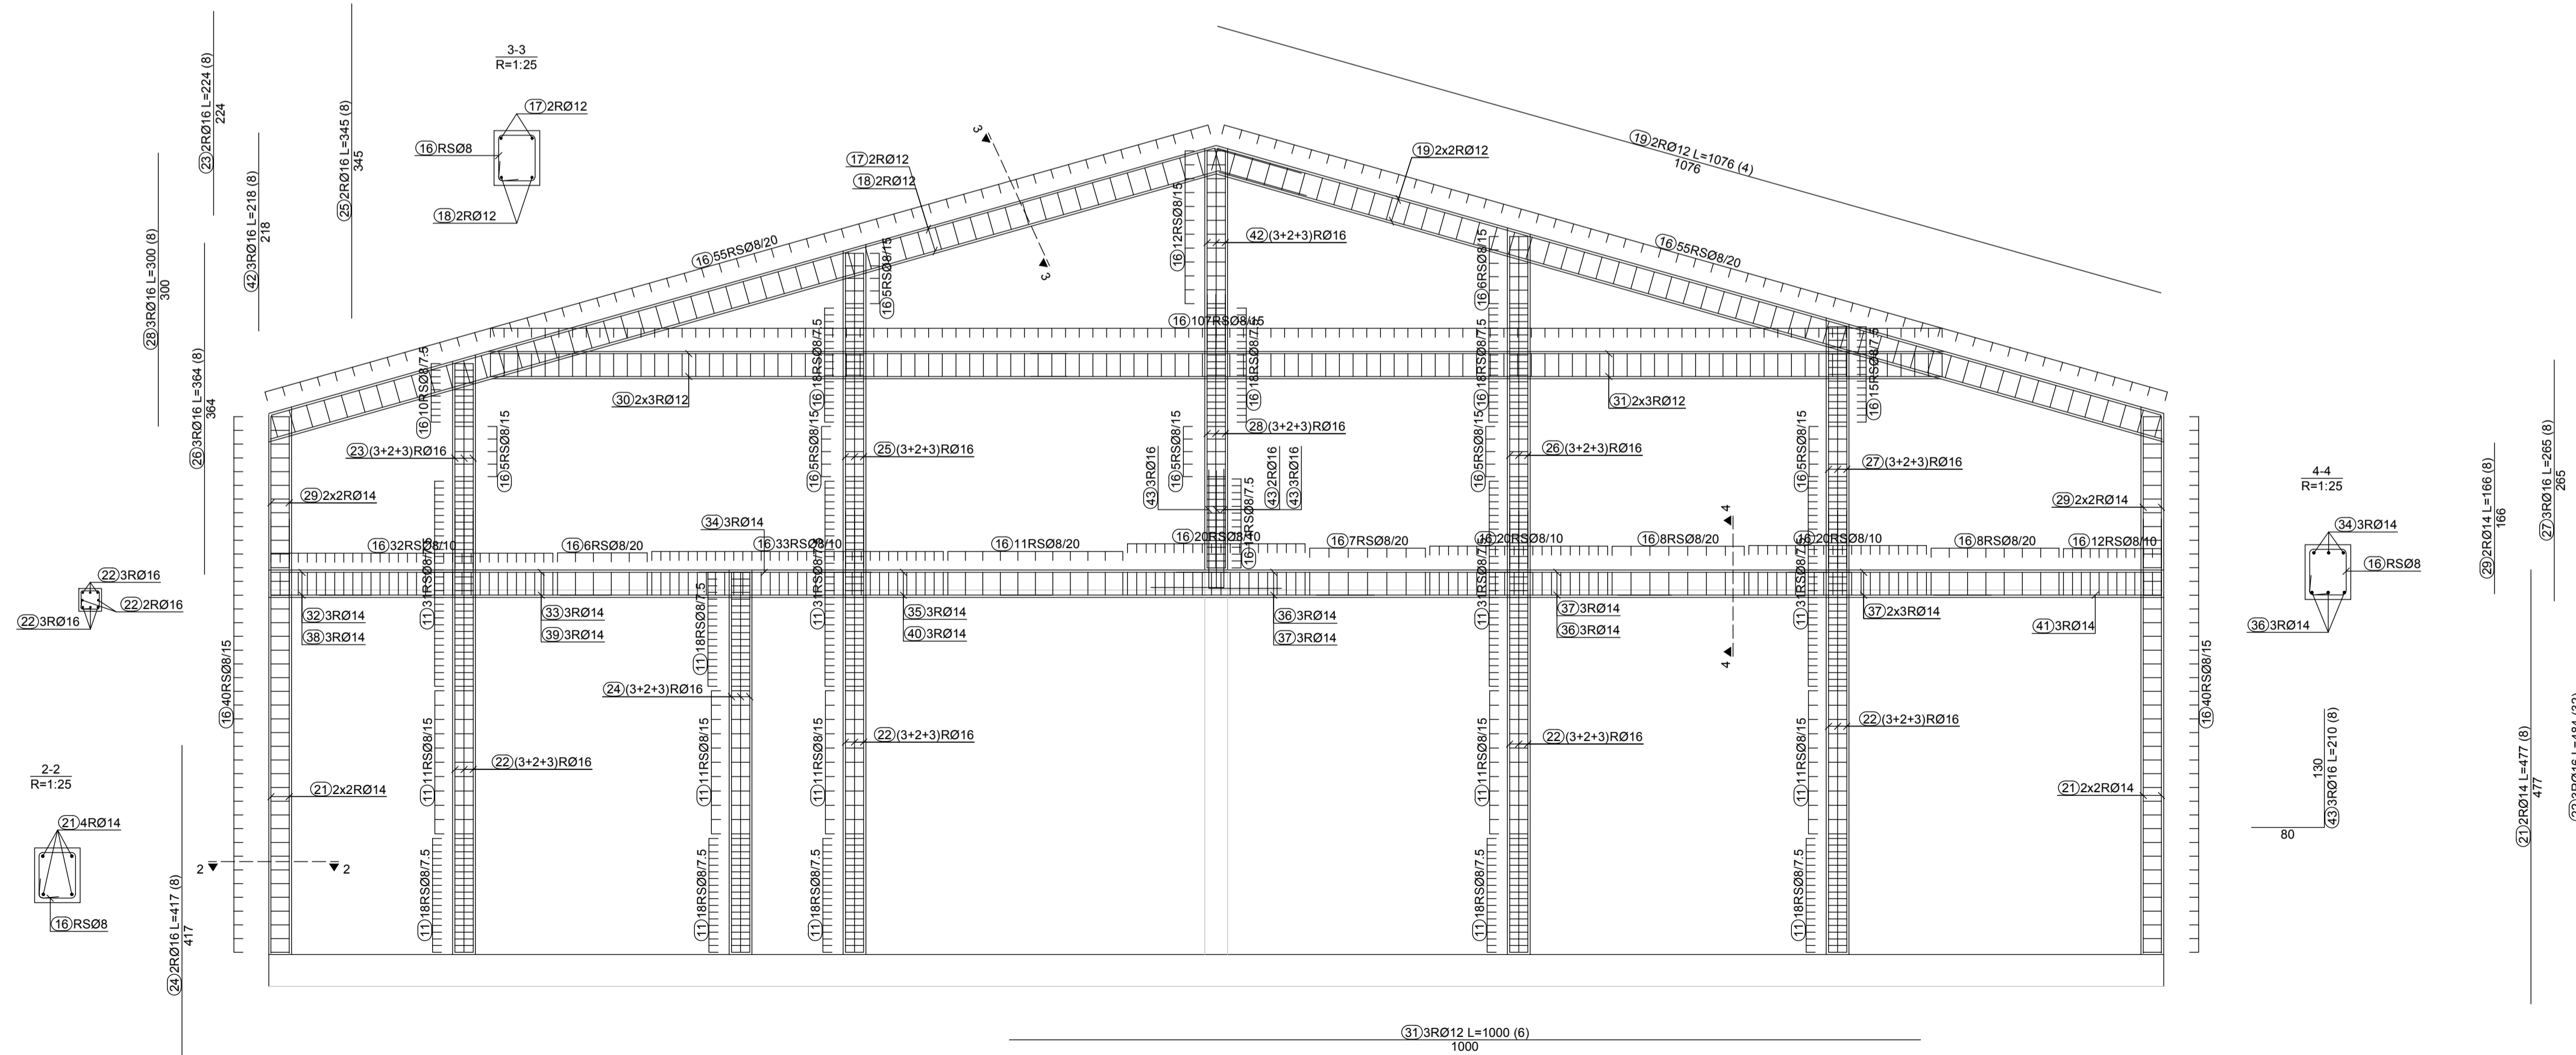 3-3
R=1:25
(17)2RØ12
(16)RSØ8
(18)2RØ12
(23)2RØ16 L=224 (8)
224
(25)2RØ16 L=345 (8)
345
(42)3RØ16 L=218 (8)
218
(28)3RØ16 L=300 (8)
300
(26)3RØ16 L=364 (8)
364
(17)2RØ12
(18)2RØ12
3
3
(19)2x2RØ12
(19)2RØ12 L=1076 (4)
1076
(16)55RSØ8/20
(16)55RSØ8/20
(16)12RSØ8/15
(42)(3+2+3)RØ16
(16)5RSØ8/15
(16)6RSØ8/15
(16)107RSØ8/15
(16)10RSØ8/7.5
(16)18RSØ8/7.5
(16)18RSØ8/7.5
(16)18RSØ8/7.5
(16)15RSØ8/7.5
(30)2x3RØ12
(31)2x3RØ12
(23)(3+2+3)RØ16
(16)5RSØ8/15
(16)5RSØ8/15
(25)(3+2+3)RØ16
(16)5RSØ8/15
(28)(3+2+3)RØ16
(16)5RSØ8/15
(26)(3+2+3)RØ16
(16)5RSØ8/15
(27)(3+2+3)RØ16
(43)3RØ16
(43)2RØ16
(43)3RØ16
(16)14RSØ8/7.5
(29)2x2RØ14
(29)2x2RØ14
(34)3RØ14
(16)32RSØ8/10
(16)6RSØ8/20
(16)33RSØ8/10
(16)11RSØ8/20
(16)20RSØ8/10
(16)7RSØ8/20
(16)20RSØ8/10
(16)8RSØ8/20
(16)20RSØ8/10
(16)8RSØ8/20
(16)12RSØ8/10
4
4
(32)3RØ14
(38)3RØ14
(33)3RØ14
(39)3RØ14
(35)3RØ14
(40)3RØ14
(36)3RØ14
(37)3RØ14
(37)3RØ14
(36)3RØ14
(37)2x3RØ14
(41)3RØ14
(11)31RSØ8/7.5
(11)18RSØ8/7.5
(11)31RSØ8/7.5
(11)31RSØ8/7.5
(11)31RSØ8/7.5
(16)40RSØ8/15
(16)40RSØ8/15
(24)(3+2+3)RØ16
(22)(3+2+3)RØ16
(22)(3+2+3)RØ16
(22)(3+2+3)RØ16
(22)(3+2+3)RØ16
(11)11RSØ8/15
(11)11RSØ8/15
(11)11RSØ8/15
(11)11RSØ8/15
(11)11RSØ8/15
(21)2x2RØ14
(21)2x2RØ14
(11)18RSØ8/7.5
(11)18RSØ8/7.5
(11)18RSØ8/7.5
(11)18RSØ8/7.5
(11)18RSØ8/7.5
2
2
(22)3RØ16
(22)2RØ16
(22)3RØ16
2-2
R=1:25
(21)4RØ14
(16)RSØ8
(24)2RØ16 L=417 (8)
417
4-4
R=1:25
(34)3RØ14
(16)RSØ8
(36)3RØ14
(29)2RØ14 L=166 (8)
166
(27)3RØ16 L=265 (8)
265
130
(43)3RØ16 L=210 (8)
80
(21)2RØ14 L=477 (8)
477
(31)3RØ12 L=1000 (6)
1000